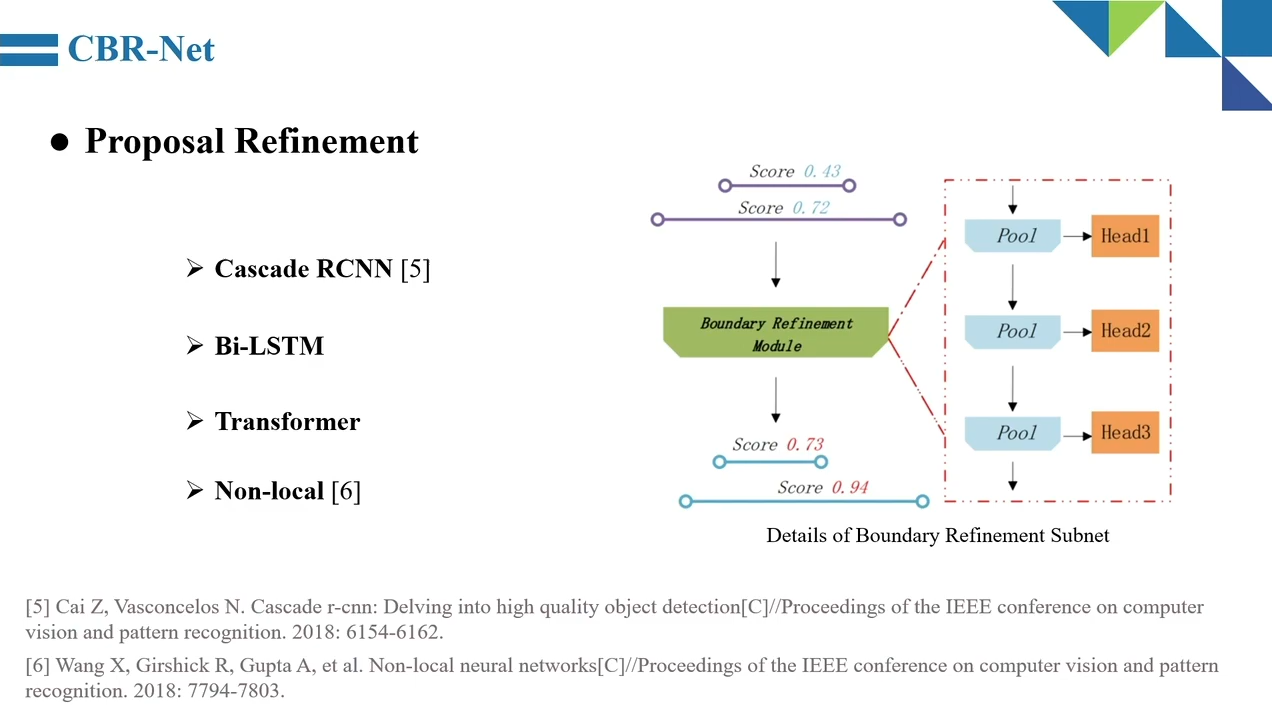 CBR-Net
● Proposal Refinement
➢ Cascade RCNN [5]
➢ Bi-LSTM
➢ Transformer
➢ Non-local [6]
Score 0.43
Score 0.72
Boundary Refinement
Module
Score 0.73
Score 0.94
Pool
Head1
Pool
Head2
Pool
Head3
Details of Boundary Refinement Subnet
[5] Cai Z, Vasconcelos N. Cascade r-cnn: Delving into high quality object detection[C]//Proceedings of the IEEE conference on computer
vision and pattern recognition. 2018: 6154-6162.
[6] Wang X, Girshick R, Gupta A, et al. Non-local neural networks[C]//Proceedings of the IEEE conference on computer vision and pattern
recognition. 2018: 7794-7803.